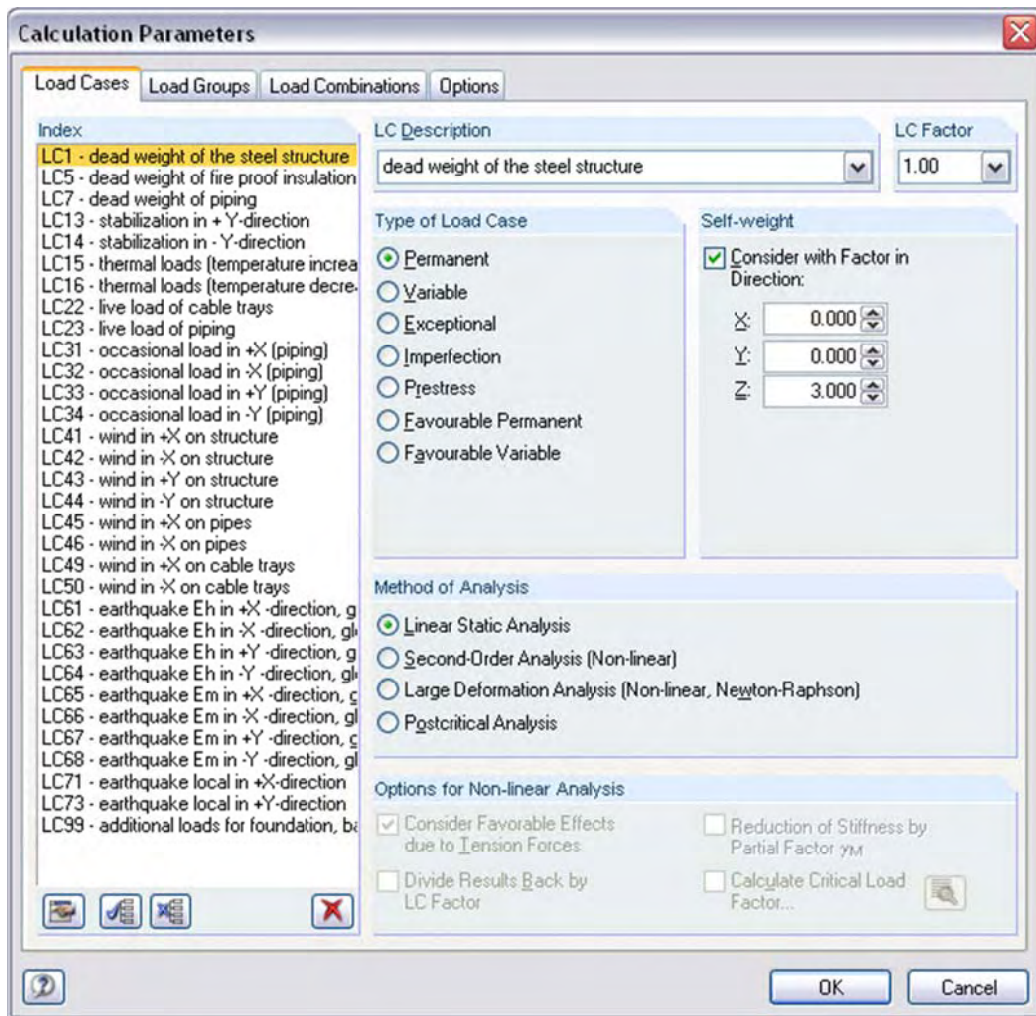 Calculation Parameters
Load Cases
Load Groups
Load Combinations
Options
Index
LC1 - dead weight of the steel structure
LC5 - dead weight of fire proof insulation
LC7 - dead weight of piping
LC13 - stabilization in + Y-direction
LC14 - stabilization in - Y-direction
LC15 - thermal loads (temperature increa
LC16 - thermal loads (temperature decre
LC22 - live load of cable trays
LC23 - live load of piping
LC31 - occasional load in +X (piping)
LC32 - occasional load in -X (piping)
LC33 - occasional load in +Y (piping)
LC34 - occasional load in -Y (piping)
LC41 - wind in +X on structure
LC42 - wind in -X on structure
LC43 - wind in +Y on structure
LC44 - wind in -Y on structure
LC45 - wind in +X on pipes
LC46 - wind in -X on pipes
LC49 - wind in +X on cable trays
LC50 - wind in -X on cable trays
LC61 - earthquake Eh in +X -direction, g
LC62 - earthquake Eh in -X -direction, gl
LC63 - earthquake Eh in +Y -direction, g
LC64 - earthquake Eh in -Y -direction, gl
LC65 - earthquake Em in +X -direction, g
LC66 - earthquake Em in -X -direction, gl
LC67 - earthquake Em in +Y -direction, g
LC68 - earthquake Em in -Y -direction, gl
LC71 - earthquake local in +X-direction
LC73 - earthquake local in +Y-direction
LC99 - additional loads for foundation, ba
LC Description
dead weight of the steel structure
LC Factor
1.00
Type of Load Case
Permanent
Variable
Exceptional
Imperfection
Prestress
Favourable Permanent
Favourable Variable
Self-weight
Consider with Factor in
Direction:
X: 0.000
Y: 0.000
Z: 3.000
Method of Analysis
Linear Static Analysis
Second-Order Analysis (Non-linear)
Large Deformation Analysis (Non-linear, Newton-Raphson)
Postcritical Analysis
Options for Non-linear Analysis
Consider Favorable Effects
due to Tension Forces
Divide Results Back by
LC Factor
Reduction of Stiffness by
Partial Factor γM
Calculate Critical Load
Factor...
OK
Cancel